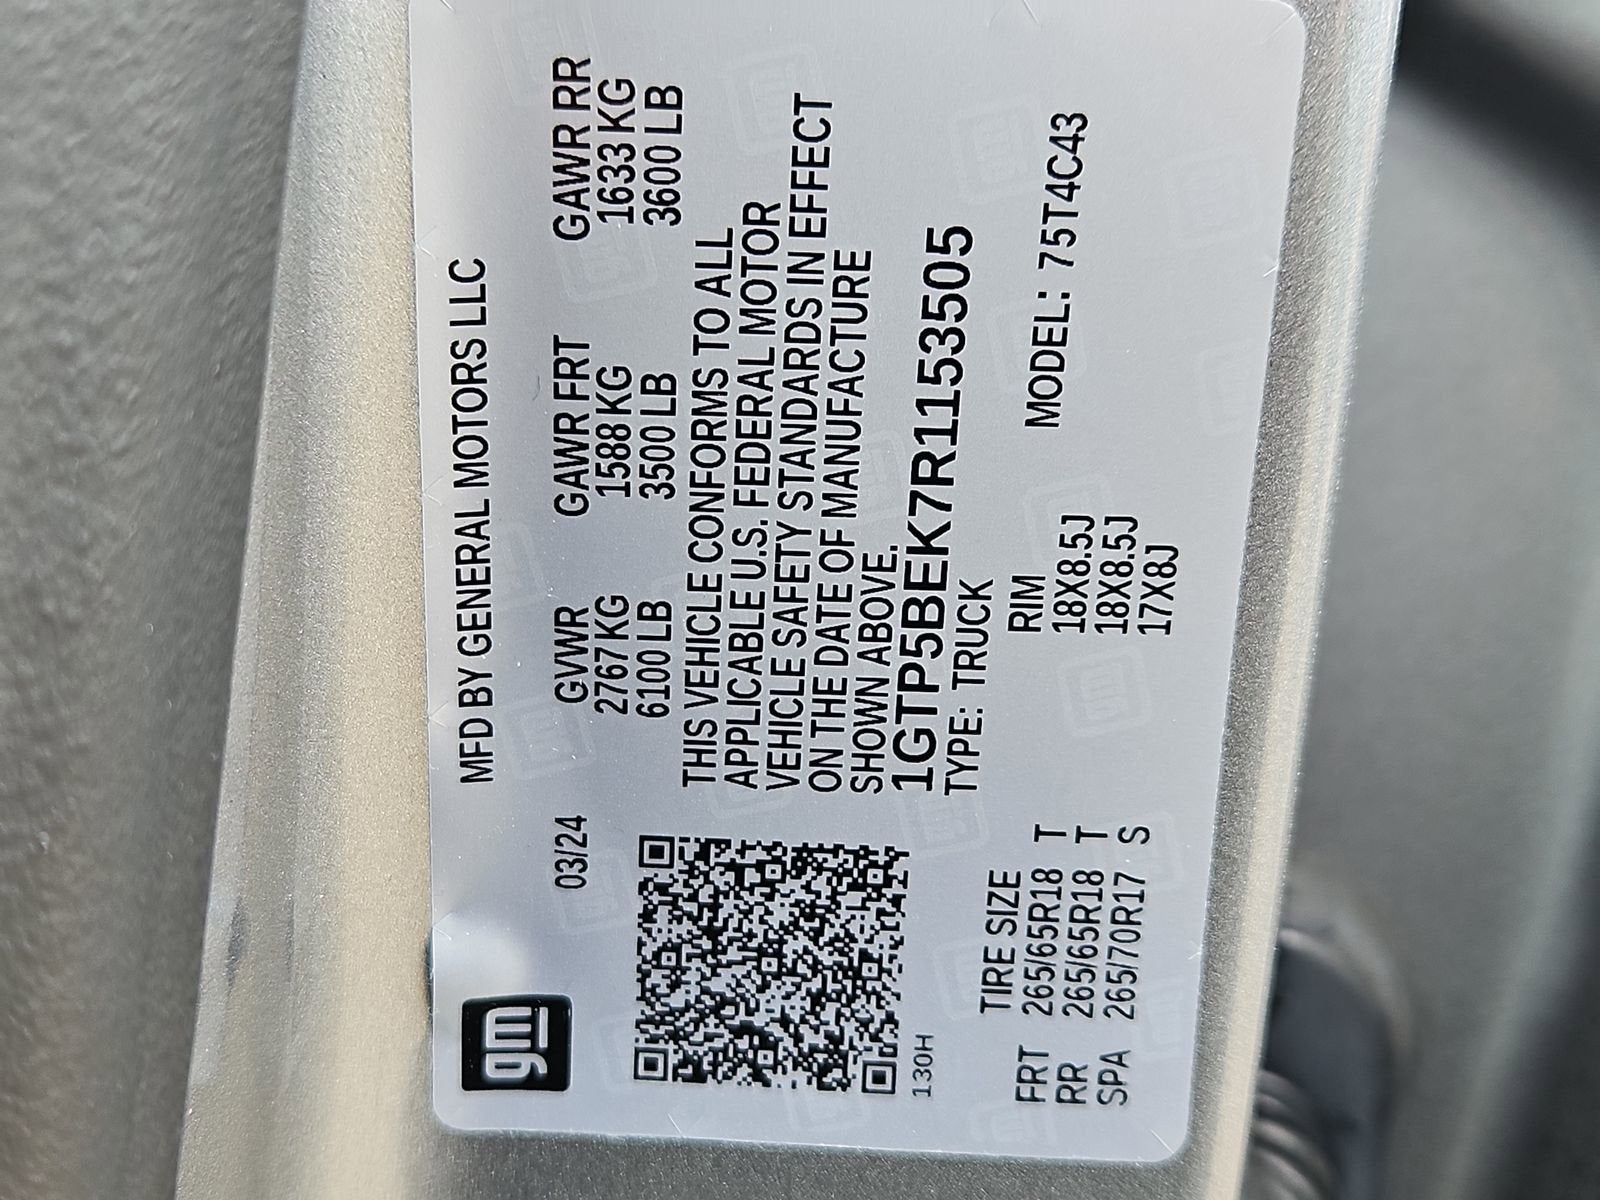 gm
MFD BY GENERAL MOTORS LLC
03/24 GVWR GAWR FRT GAWR RR
2767 KG 1588 KG 1633 KG
6100 LB 3500 LB 3600 LB
THIS VEHICLE CONFORMS TO ALL
APPLICABLE U.S. FEDERAL MOTOR
VEHICLE SAFETY STANDARDS IN EFFECT
ON THE DATE OF MANUFACTURE
SHOWN ABOVE.
1GTP5BEK7R1153505
130H
TYPE: TRUCK
TIRE SIZE RIM MODEL: 75T4C43
FRT 265/65R18 T 18X8.5J
RR 265/65R18 T 18X8.5J
SPA 265/70R17 S 17X8J